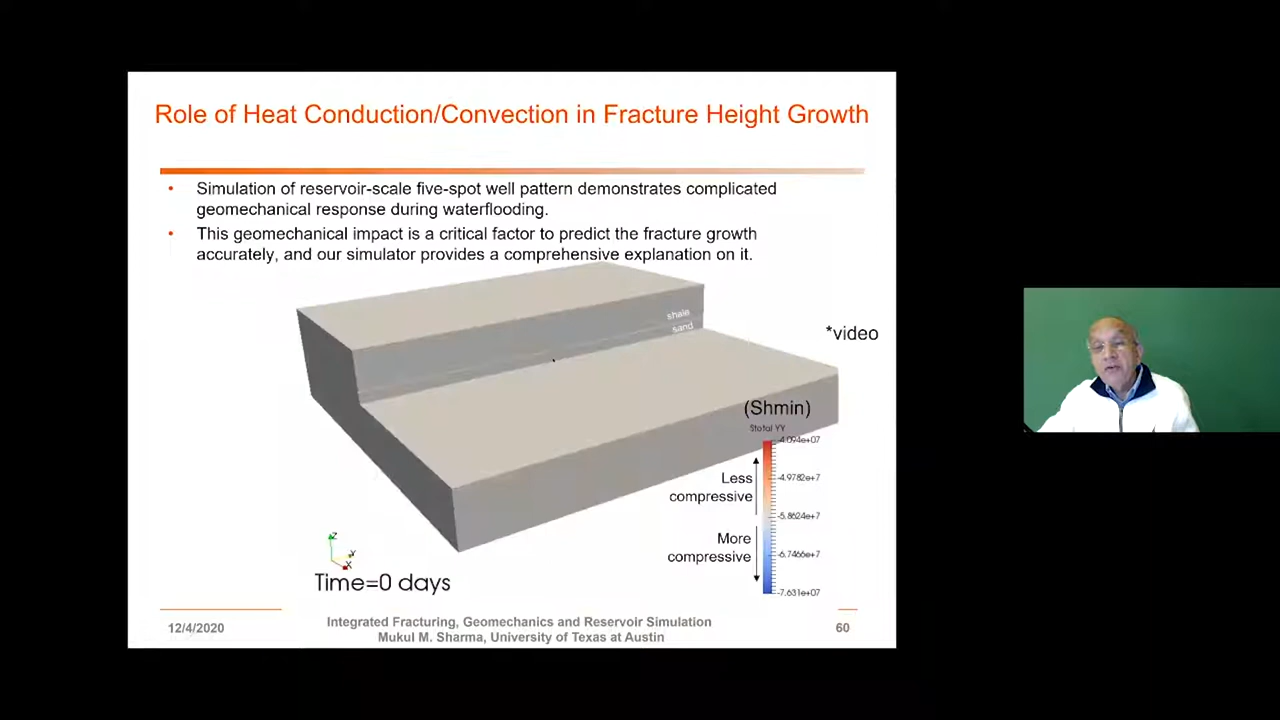 Role of Heat Conduction/Convection in Fracture Height Growth
• Simulation of reservoir-scale five-spot well pattern demonstrates complicated
geomechanical response during waterflooding.
• This geomechanical impact is a critical factor to predict the fracture growth
accurately, and our simulator provides a comprehensive explanation on it.
shale
sand
*video
(Shmin)
Stotal YY
-4.094e+07
Less
compressive
-4.9782e+7
-5.8624e+7
More
compressive
-6.7466e+7
-7.631e+07
Z
Y
X
Time=0 days
12/4/2020
Integrated Fracturing, Geomechanics and Reservoir Simulation
Mukul M. Sharma, University of Texas at Austin
60